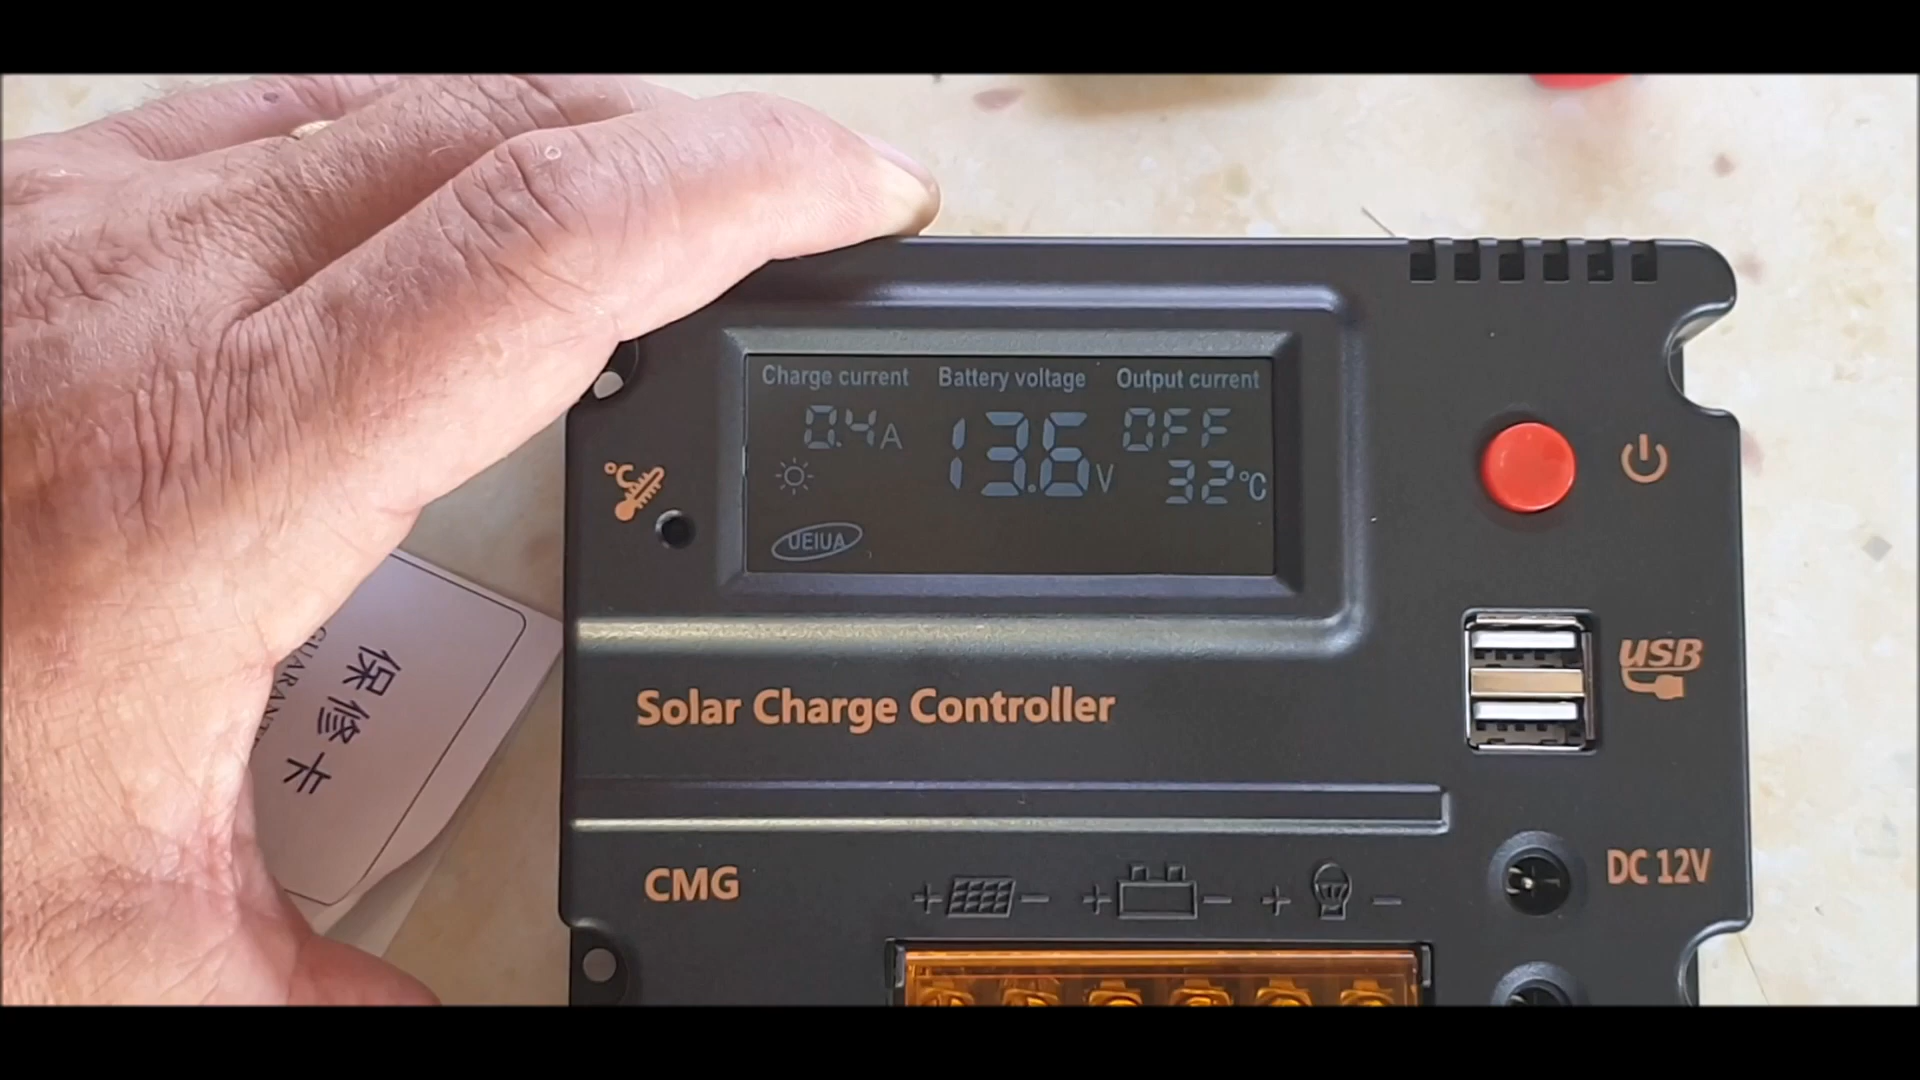 Charge current Battery voltage Output current
0.4A 13.6V OFF
32°C
°C
UEIUA
USB
Solar Charge Controller
保修卡
DC 12V
CMG
+ - + - + -